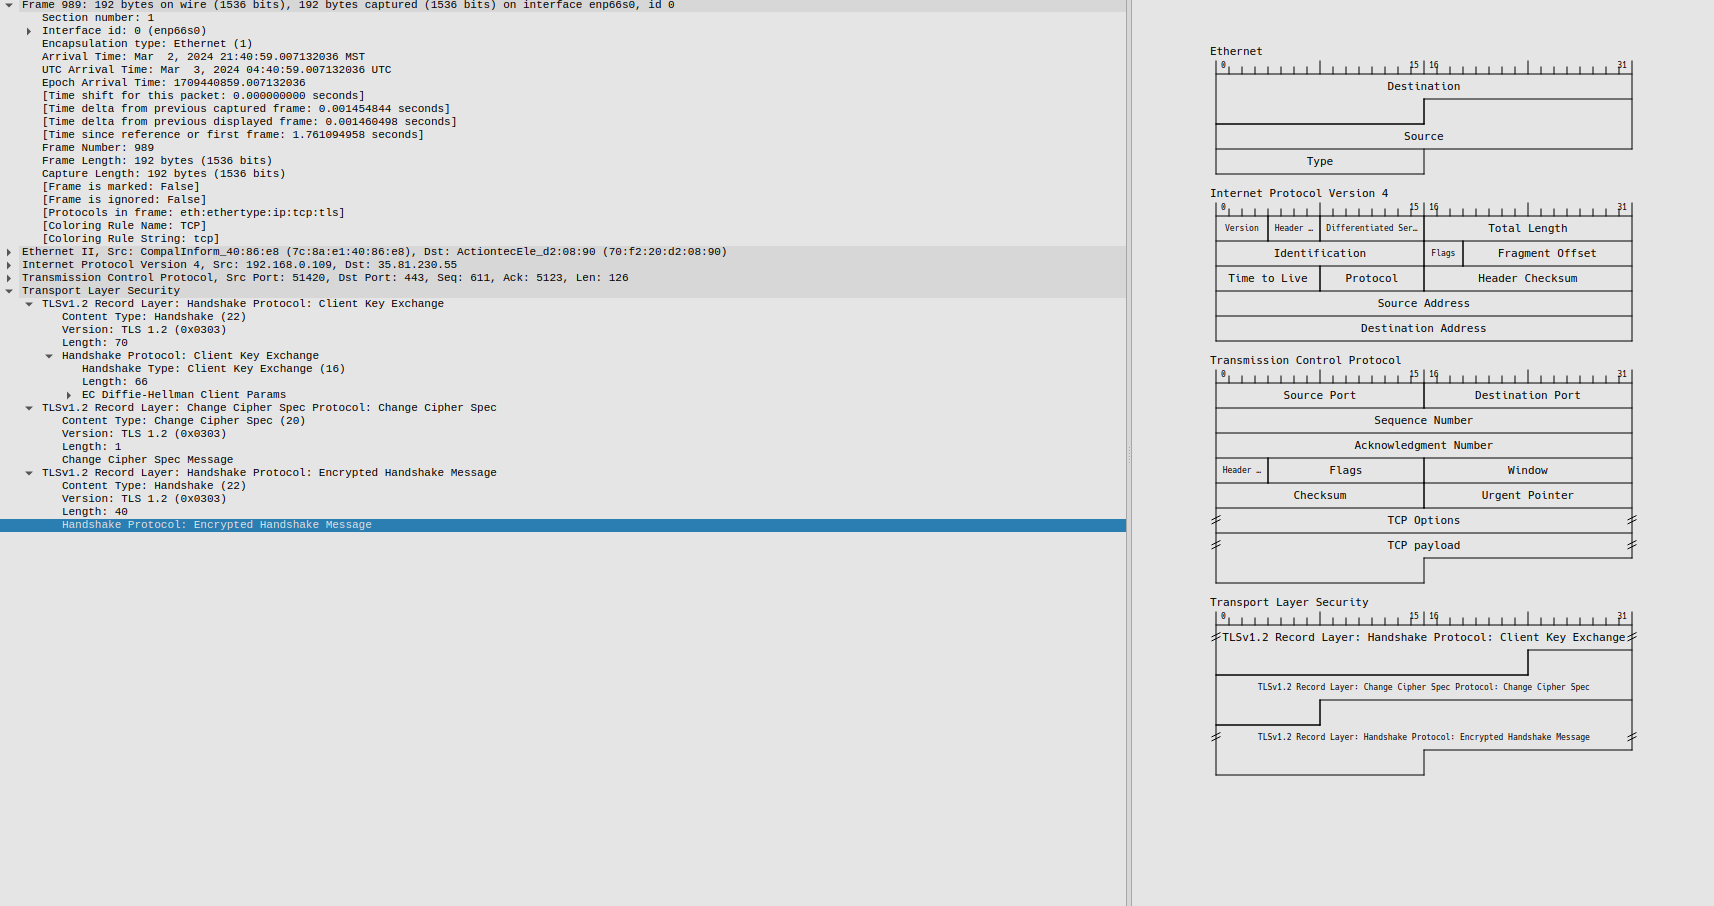 Frame 989: 192 bytes on wire (1536 bits), 192 bytes captured (1536 bits) on interface enp66s0, id 0
Section number: 1
Interface id: 0 (enp66s0)
Encapsulation type: Ethernet (1)
Arrival Time: Mar  2, 2024 21:40:59.007132036 MST
UTC Arrival Time: Mar  3, 2024 04:40:59.007132036 UTC
Epoch Arrival Time: 1709440859.007132036
[Time shift for this packet: 0.000000000 seconds]
[Time delta from previous captured frame: 0.001454844 seconds]
[Time delta from previous displayed frame: 0.001460498 seconds]
[Time since reference or first frame: 1.761094958 seconds]
Frame Number: 989
Frame Length: 192 bytes (1536 bits)
Capture Length: 192 bytes (1536 bits)
[Frame is marked: False]
[Frame is ignored: False]
[Protocols in frame: eth:ethertype:ip:tcp:tls]
[Coloring Rule Name: TCP]
[Coloring Rule String: tcp]
Ethernet II, Src: CompalInform_40:86:e8 (7c:8a:e1:40:86:e8), Dst: ActiontecEle_d2:08:90 (70:f2:20:d2:08:90)
Internet Protocol Version 4, Src: 192.168.0.109, Dst: 35.81.230.55
Transmission Control Protocol, Src Port: 51420, Dst Port: 443, Seq: 611, Ack: 5123, Len: 126
Transport Layer Security
TLSv1.2 Record Layer: Handshake Protocol: Client Key Exchange
Content Type: Handshake (22)
Version: TLS 1.2 (0x0303)
Length: 70
Handshake Protocol: Client Key Exchange
Handshake Type: Client Key Exchange (16)
Length: 66
EC Diffie-Hellman Client Params
TLSv1.2 Record Layer: Change Cipher Spec Protocol: Change Cipher Spec
Content Type: Change Cipher Spec (20)
Version: TLS 1.2 (0x0303)
Length: 1
Change Cipher Spec Message
TLSv1.2 Record Layer: Handshake Protocol: Encrypted Handshake Message
Content Type: Handshake (22)
Version: TLS 1.2 (0x0303)
Length: 40
Handshake Protocol: Encrypted Handshake Message
Ethernet
0 15 16 31
Destination
Source
Type
Internet Protocol Version 4
0 15 16 31
Version Header … Differentiated Ser… Total Length
Identification Flags Fragment Offset
Time to Live Protocol Header Checksum
Source Address
Destination Address
Transmission Control Protocol
0 15 16 31
Source Port Destination Port
Sequence Number
Acknowledgment Number
Header … Flags Window
Checksum Urgent Pointer
TCP Options
TCP payload
Transport Layer Security
0 15 16 31
TLSv1.2 Record Layer: Handshake Protocol: Client Key Exchange
TLSv1.2 Record Layer: Change Cipher Spec Protocol: Change Cipher Spec
TLSv1.2 Record Layer: Handshake Protocol: Encrypted Handshake Message